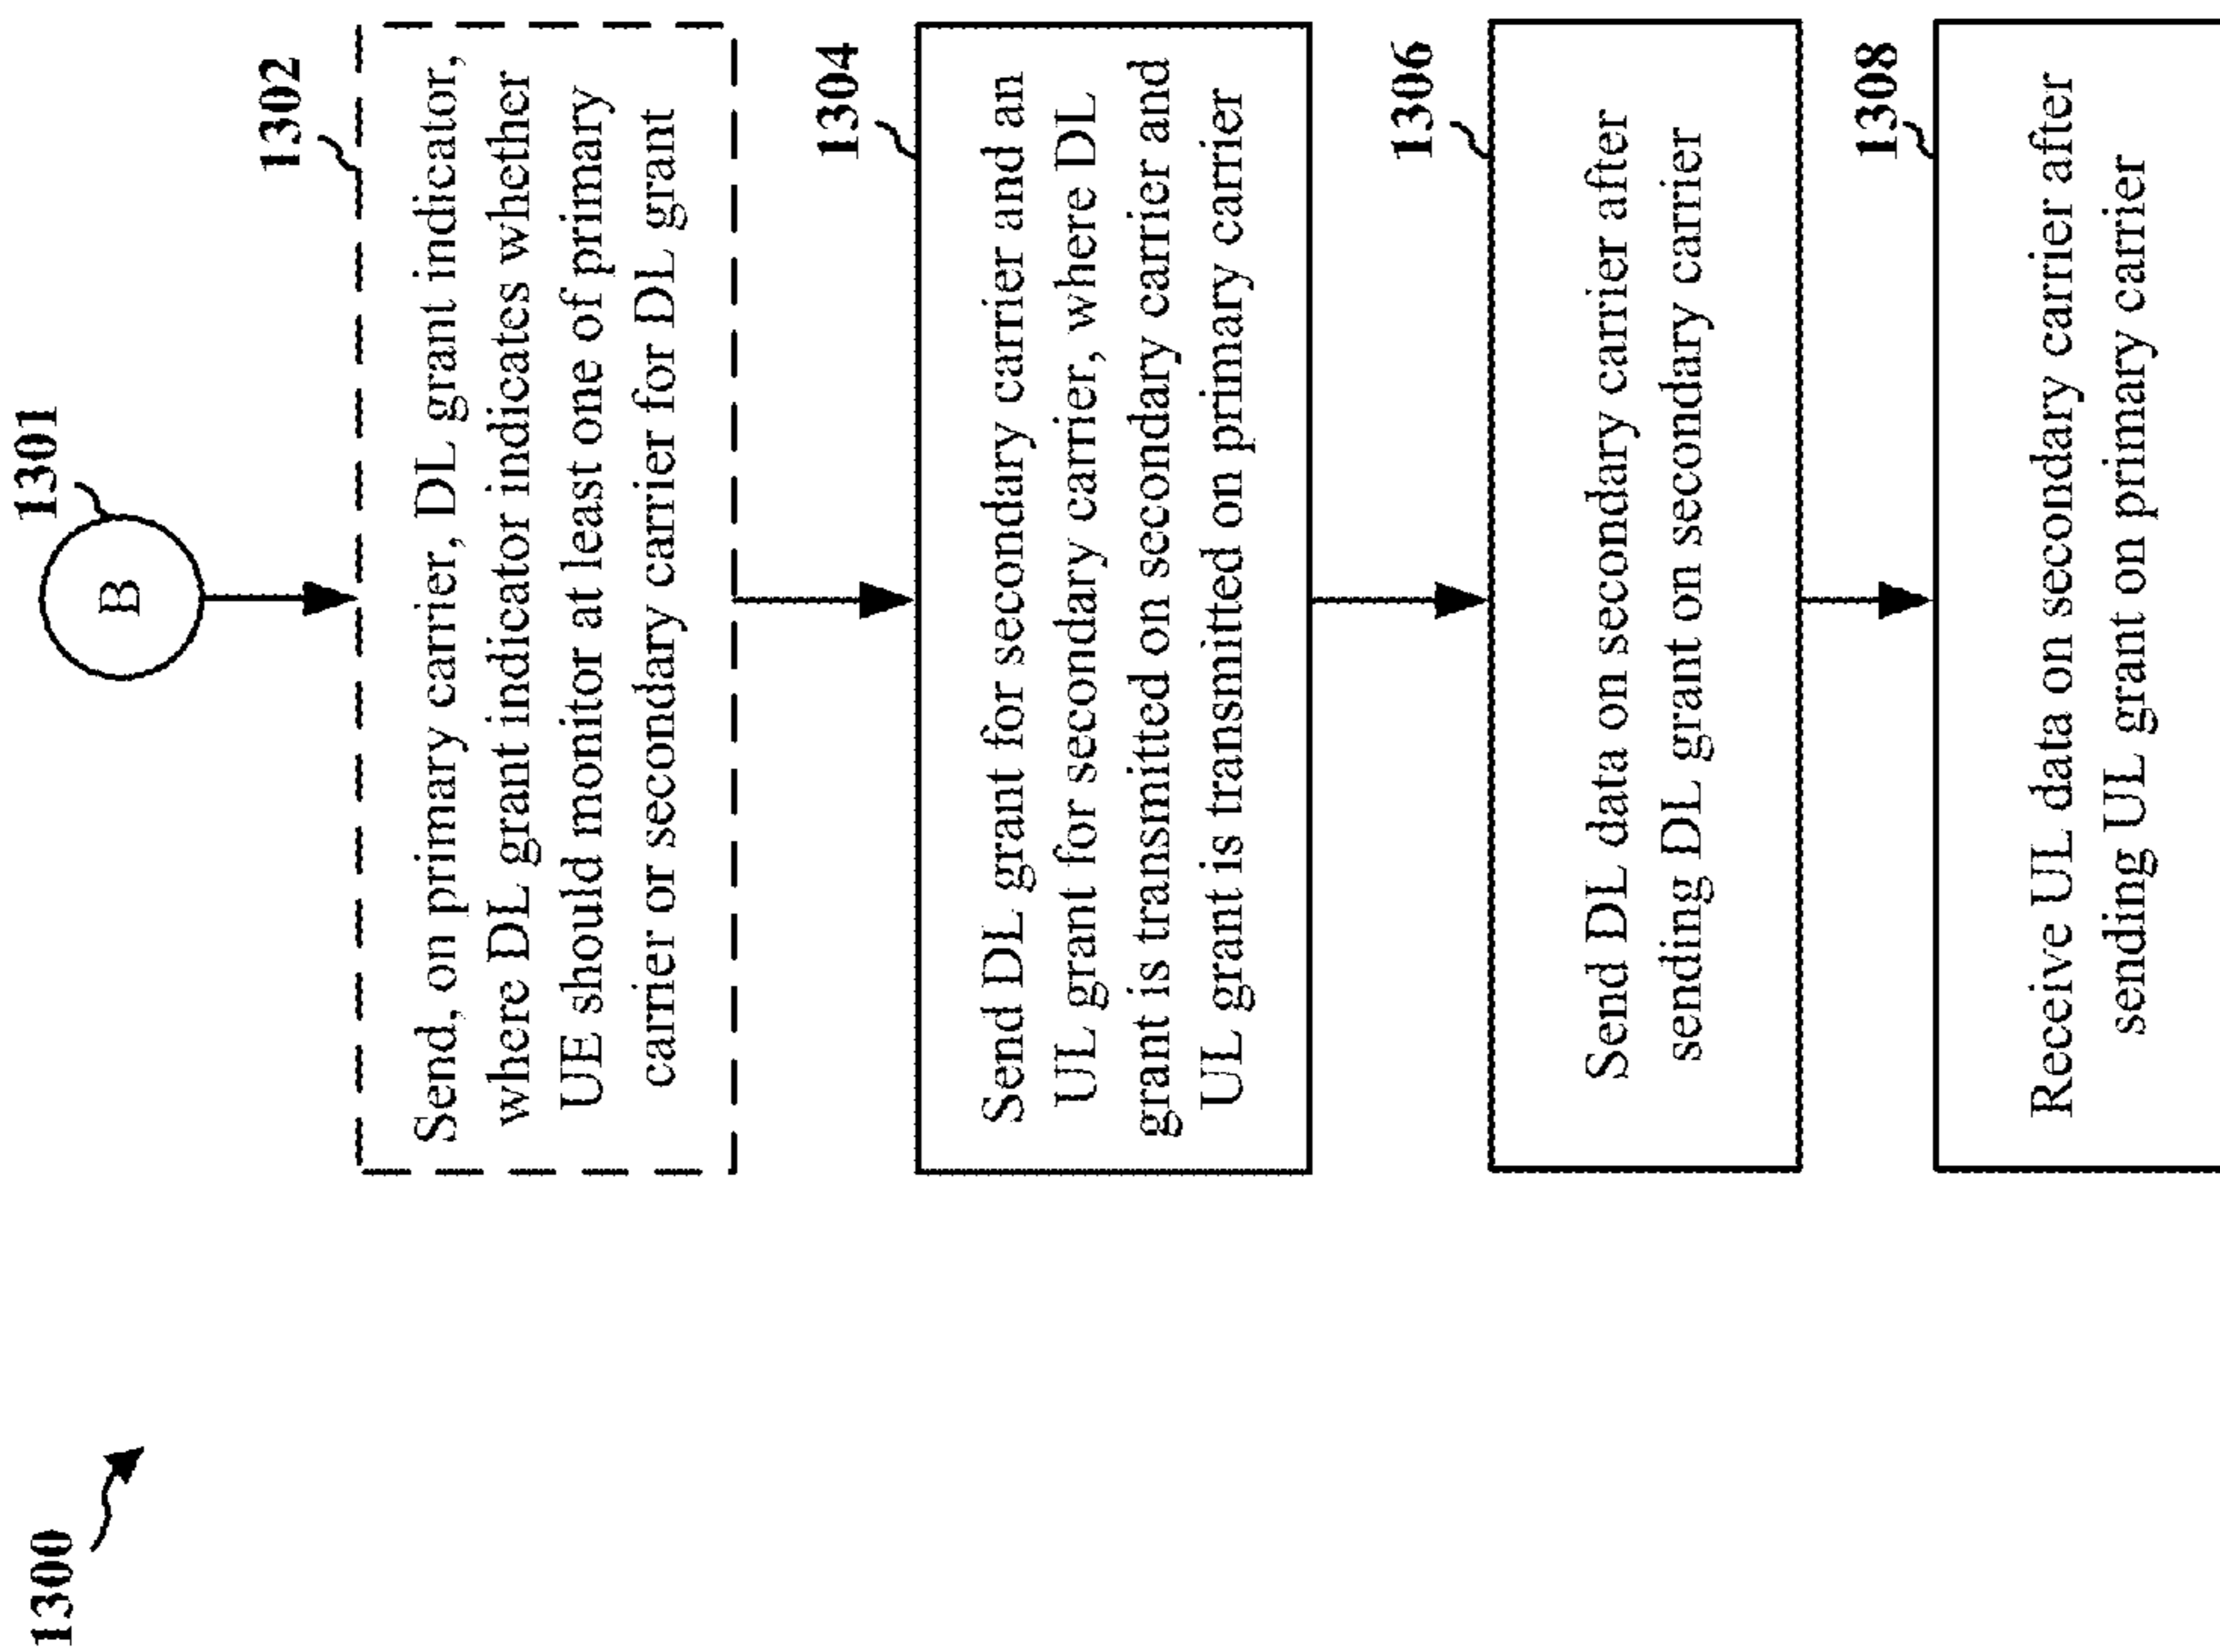 1300
1301
B
1302
Send, on primary carrier, DL grant indicator,
where DL grant indicator indicates whether
UE should monitor at least one of primary
carrier or secondary carrier for DL grant
1304
Send DL grant for secondary carrier and an
UL grant for secondary carrier, where DL
grant is transmitted on secondary carrier and
UL grant is transmitted on primary carrier
1306
Send DL data on secondary carrier after
sending DL grant on secondary carrier
1308
Receive UL data on secondary carrier after
sending UL grant on primary carrier